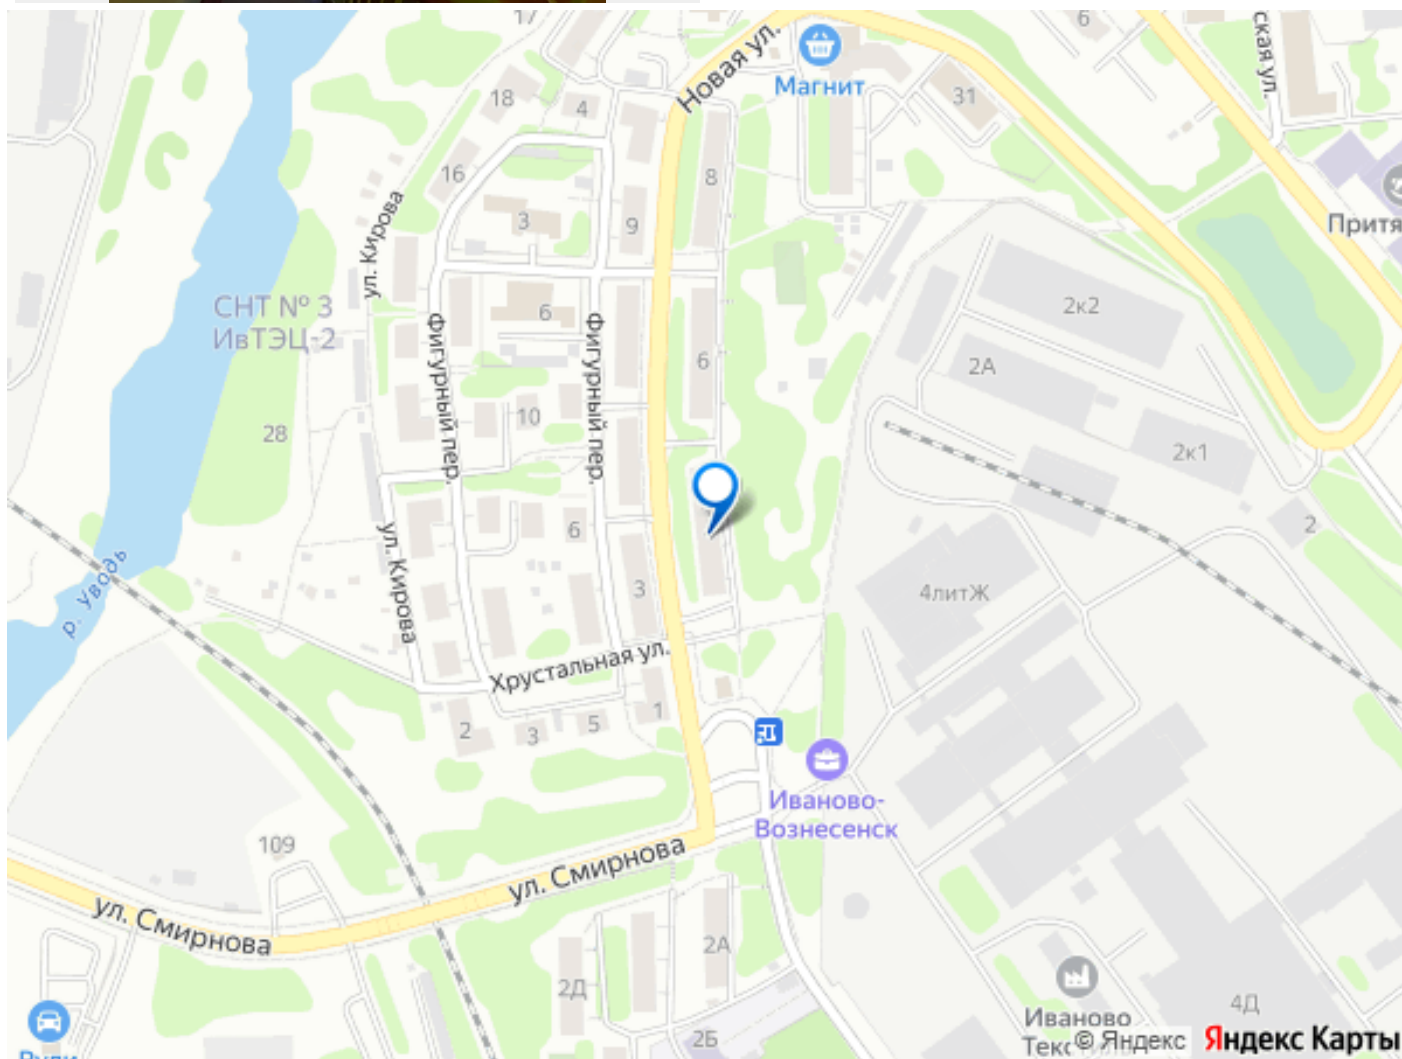 17
6
ская ул.
Новая ул.
Магнит
18
4
31
16
8
ул. Кирова
3
9
Притя
СНТ № 3
ИвТЭЦ-2
6
2к2
Фигурный пер.
Фигурный пер.
6
2А
10
28
2к1
6
2
ул. Кирова
р. Уводь
3
4литЖ
Хрустальная ул.
1
2
3
5
Иваново-
Вознесенск
109
ул. Смирнова
ул. Смирнова
2А
2Д
4Д
Иваново
2Б
© Яндекс
Яндекс Карты